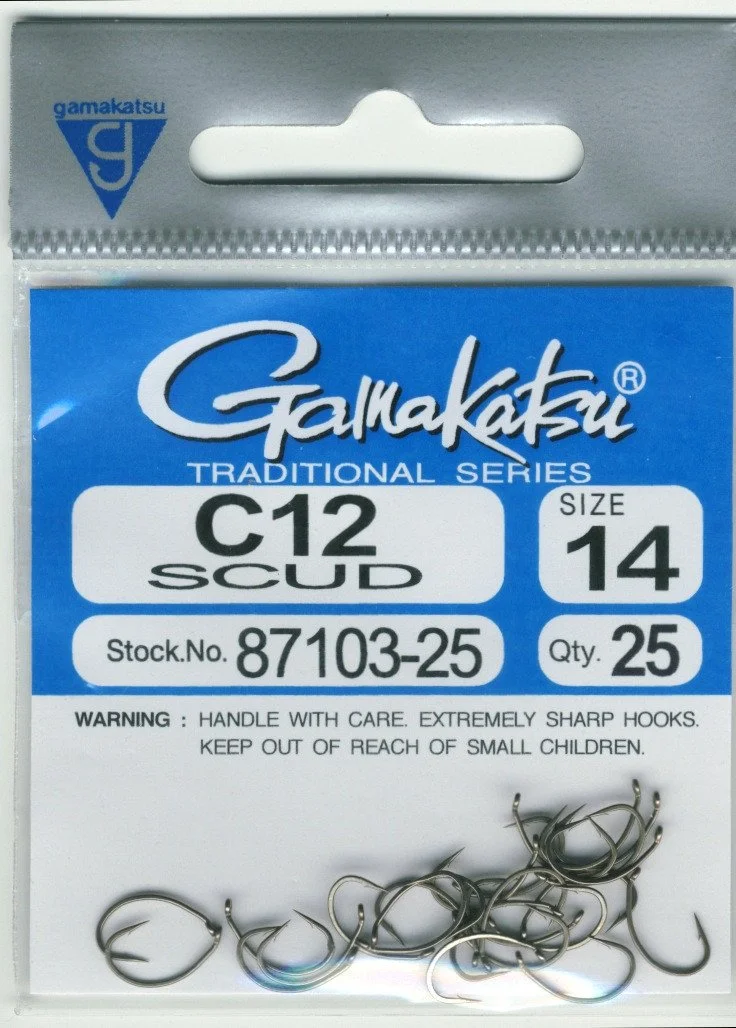 gamakatsu
Gamakatsu®
TRADITIONAL SERIES
C12
SCUD
SIZE
14
Stock.No. 87103-25
Qty. 25
WARNING : HANDLE WITH CARE. EXTREMELY SHARP HOOKS.
KEEP OUT OF REACH OF SMALL CHILDREN.